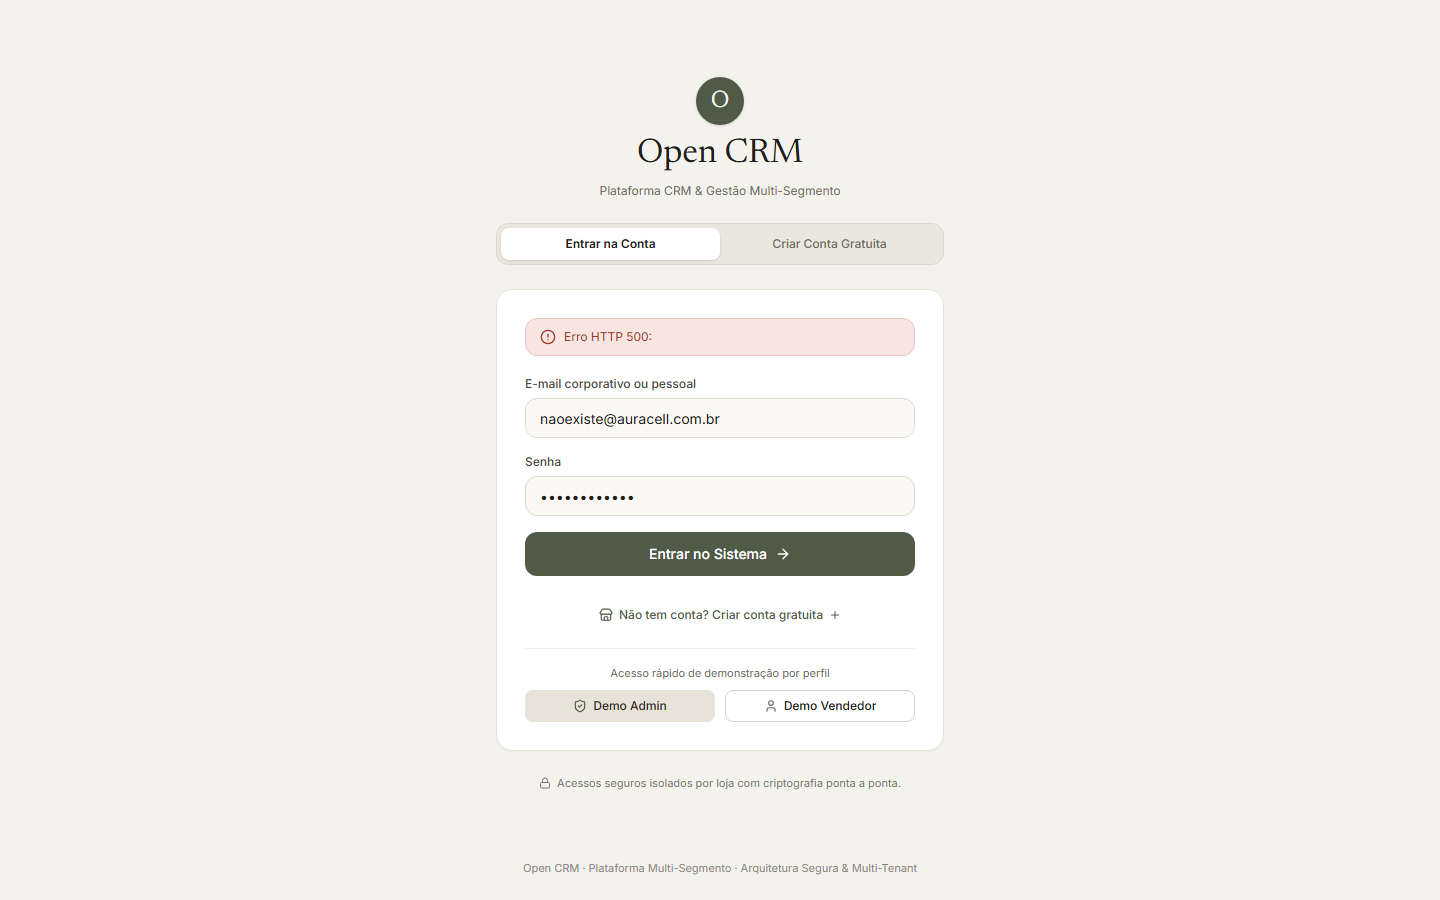 O
Open CRM
Plataforma CRM & Gestão Multi-Segmento
Entrar na Conta
Criar Conta Gratuita
Erro HTTP 500:
E-mail corporativo ou pessoal
naoexiste@auracell.com.br
Senha
••••••••••••
Entrar no Sistema
Não tem conta? Criar conta gratuita
Acesso rápido de demonstração por perfil
Demo Admin
Demo Vendedor
Acessos seguros isolados por loja com criptografia ponta a ponta.
Open CRM · Plataforma Multi-Segmento · Arquitetura Segura & Multi-Tenant